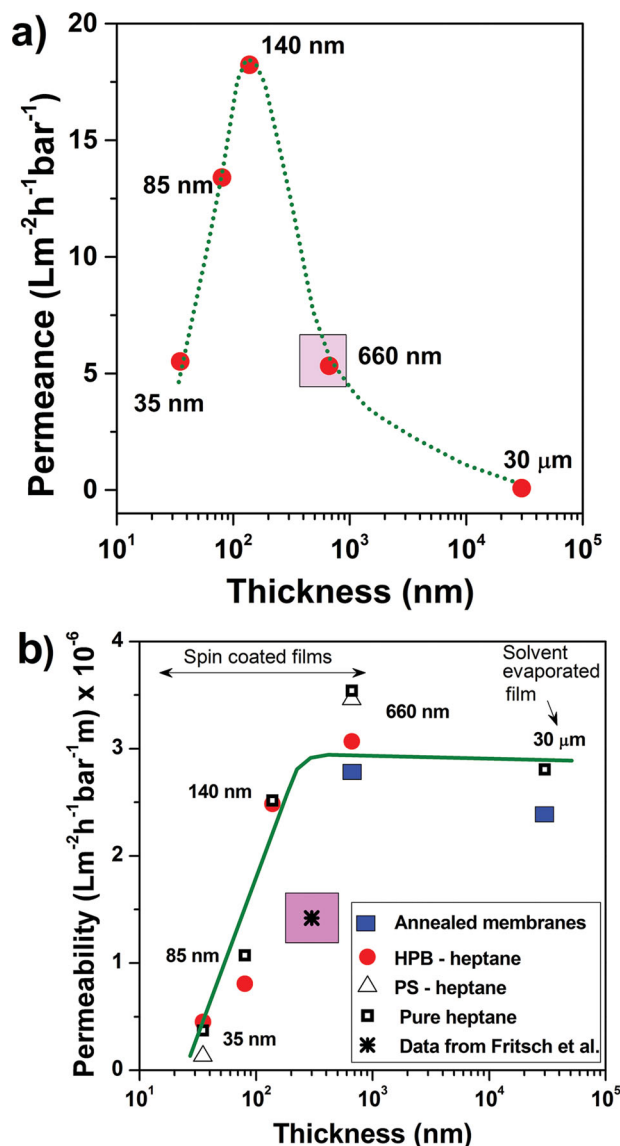 a)
Permeance (Lm⁻²h⁻¹bar⁻¹)
20
15
10
5
0
140 nm
85 nm
35 nm
660 nm
30 μm
10¹ 10² 10³ 10⁴ 10⁵
Thickness (nm)
b)
Permeability (Lm⁻²h⁻¹bar⁻¹m) x 10⁻⁶
4
3
2
1
0
Spin coated films
Solvent
evaporated
film
30 μm
660 nm
140 nm
85 nm
35 nm
Annealed membranes
HPB - heptane
PS - heptane
Pure heptane
Data from Fritsch et al.
10¹ 10² 10³ 10⁴ 10⁵
Thickness (nm)